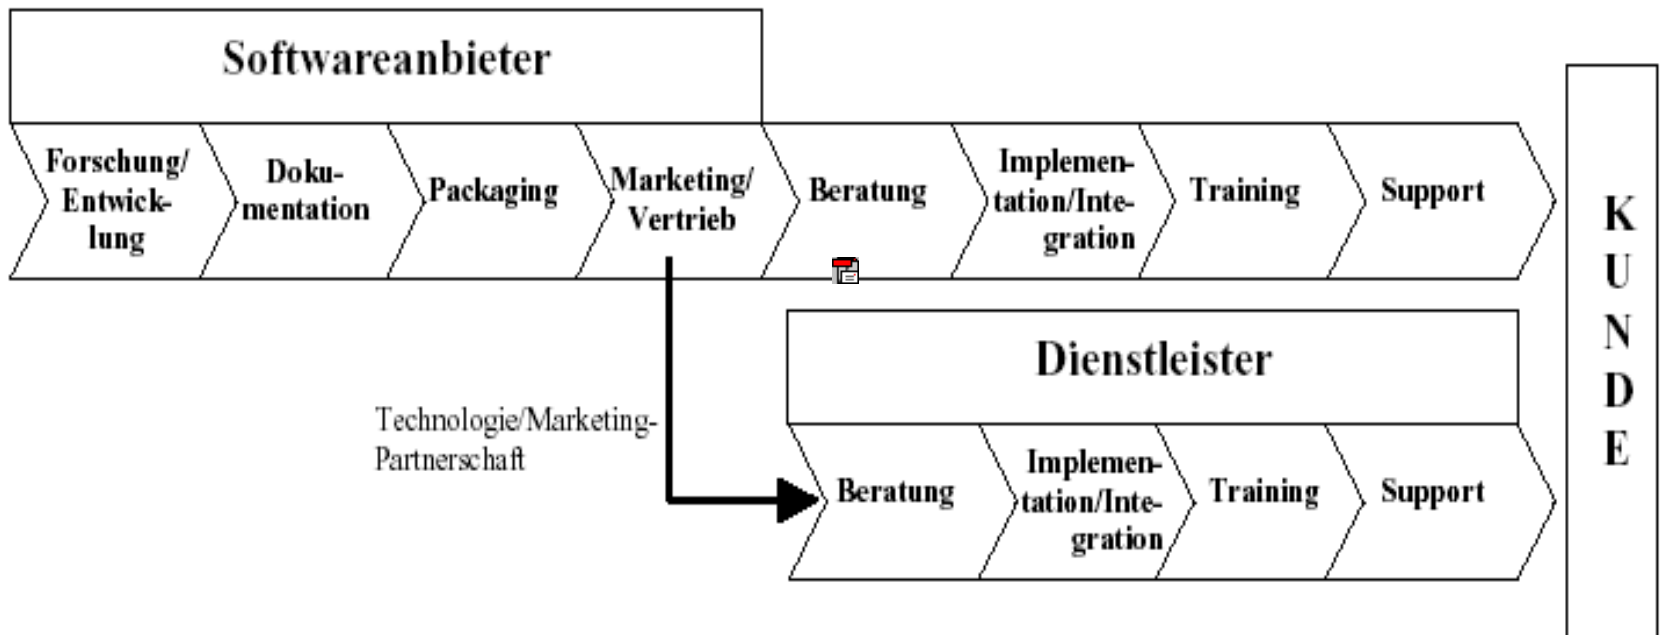 Softwareanbieter
Forschung/
Entwick-
lung
Doku-
mentation
Packaging
Marketing/
Vertrieb
Beratung
Implemen-
tation/Inte-
gration
Training
Support
Technologie/Marketing-
Partnerschaft
Dienstleister
Beratung
Implemen-
tation/Inte-
gration
Training
Support
K
U
N
D
E